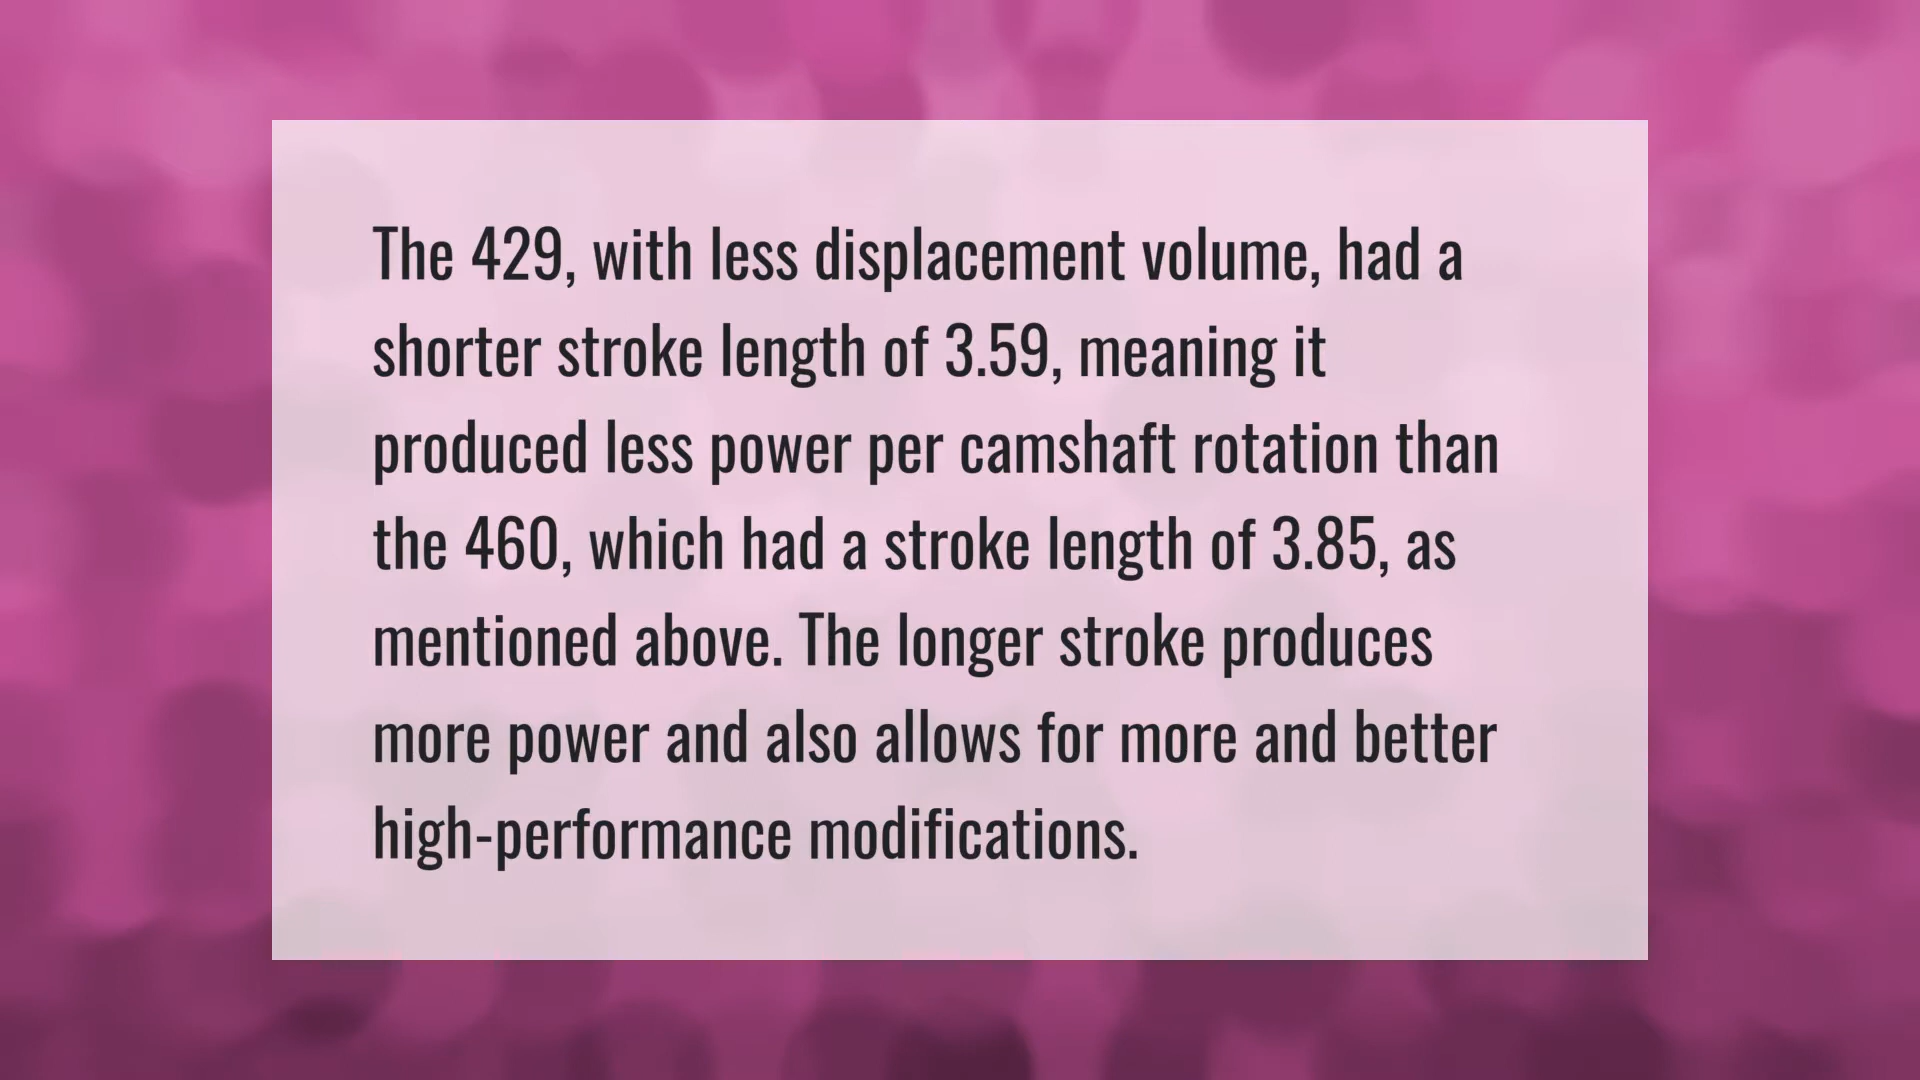 The 429, with less displacement volume, had a
shorter stroke length of 3.59, meaning it
produced less power per camshaft rotation than
the 460, which had a stroke length of 3.85, as
mentioned above. The longer stroke produces
more power and also allows for more and better
high-performance modifications.